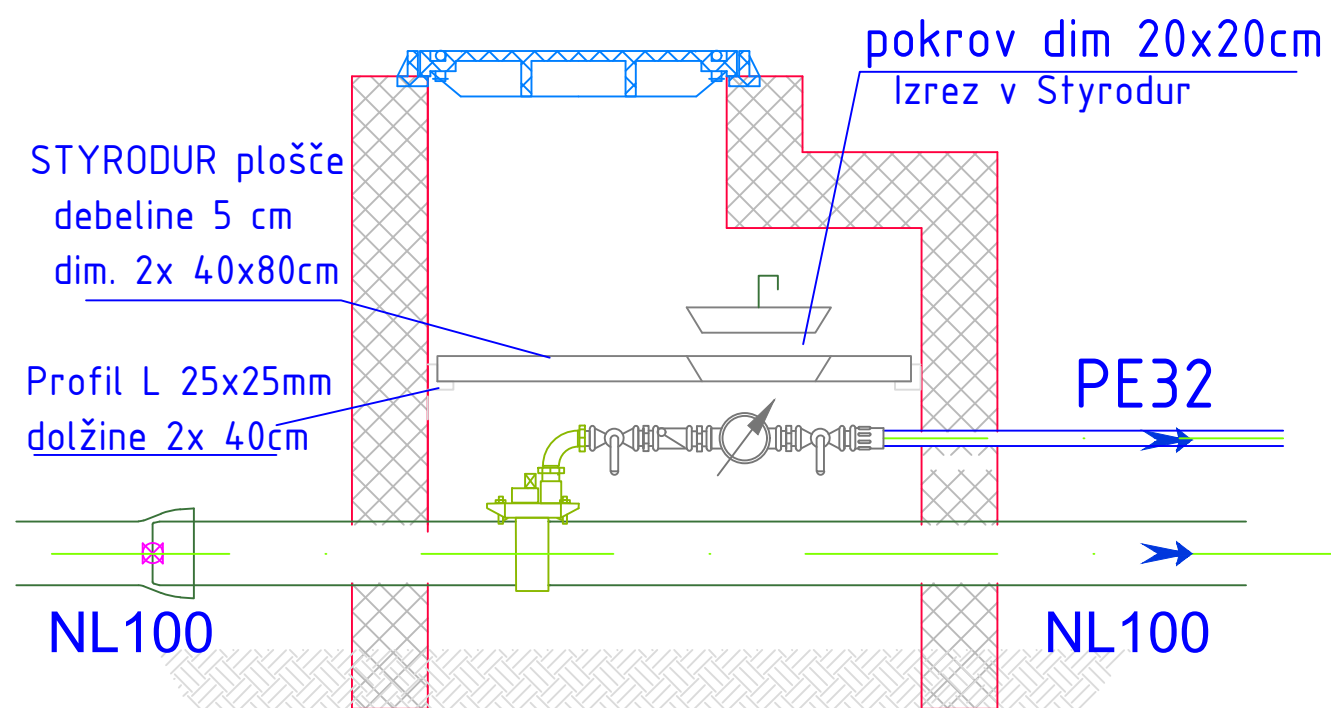 pokrov dim 20x20cm
Izrez v Styrodur
STYRODUR plošče
debeline 5 cm
dim. 2x 40x80cm
Profil L 25x25mm
dolžine 2x 40cm
PE32
NL100
NL100